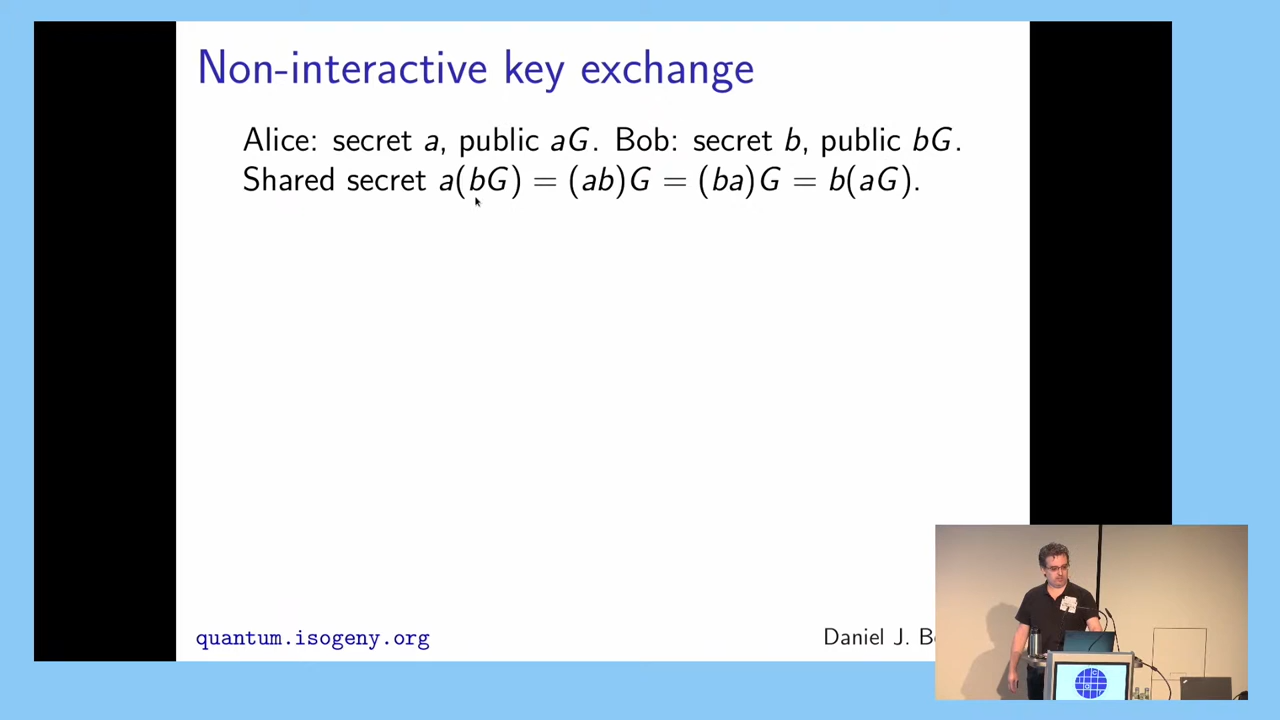 Non-interactive key exchange
Alice: secret a, public aG. Bob: secret b, public bG.
Shared secret a(bG) = (ab)G = (ba)G = b(aG).
quantum.isogeny.org
Daniel J.